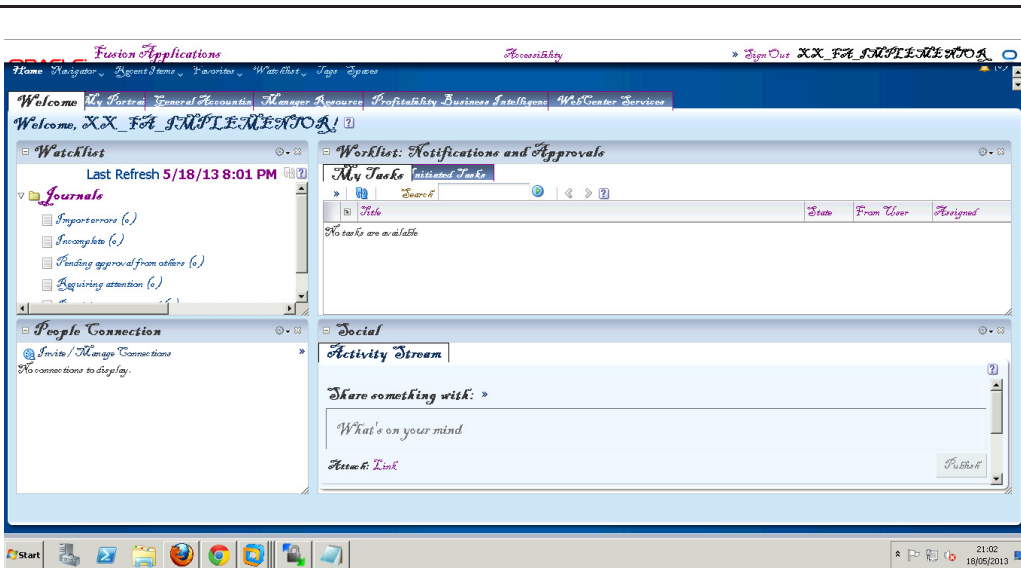 Fusion Applications Accessibility » Sign Out XX_FA_IMPLEMENTOR
Home Navigator Recent Items Favorites Watchlist Tags Spaces
Welcome My Portrai General Accountin Manager Resource Profitability Business Intelligenc WebCenter Services
Welcome, XX_FA_IMPLEMENTOR!
Watchlist
Last Refresh 5/18/13 8:01 PM
Journals
Import errors (0)
Incomplete (0)
Pending approval from others (0)
Requiring attention (0)
Worklist: Notifications and Approvals
My Tasks Initiated Tasks
» Search
Title State From User Assigned
No tasks are available
People Connection
Invite / Manage Connections »
No connections to display.
Social
Activity Stream
Share something with: »
What's on your mind
Attach: Link Publish
Start 21:02
18/05/2013